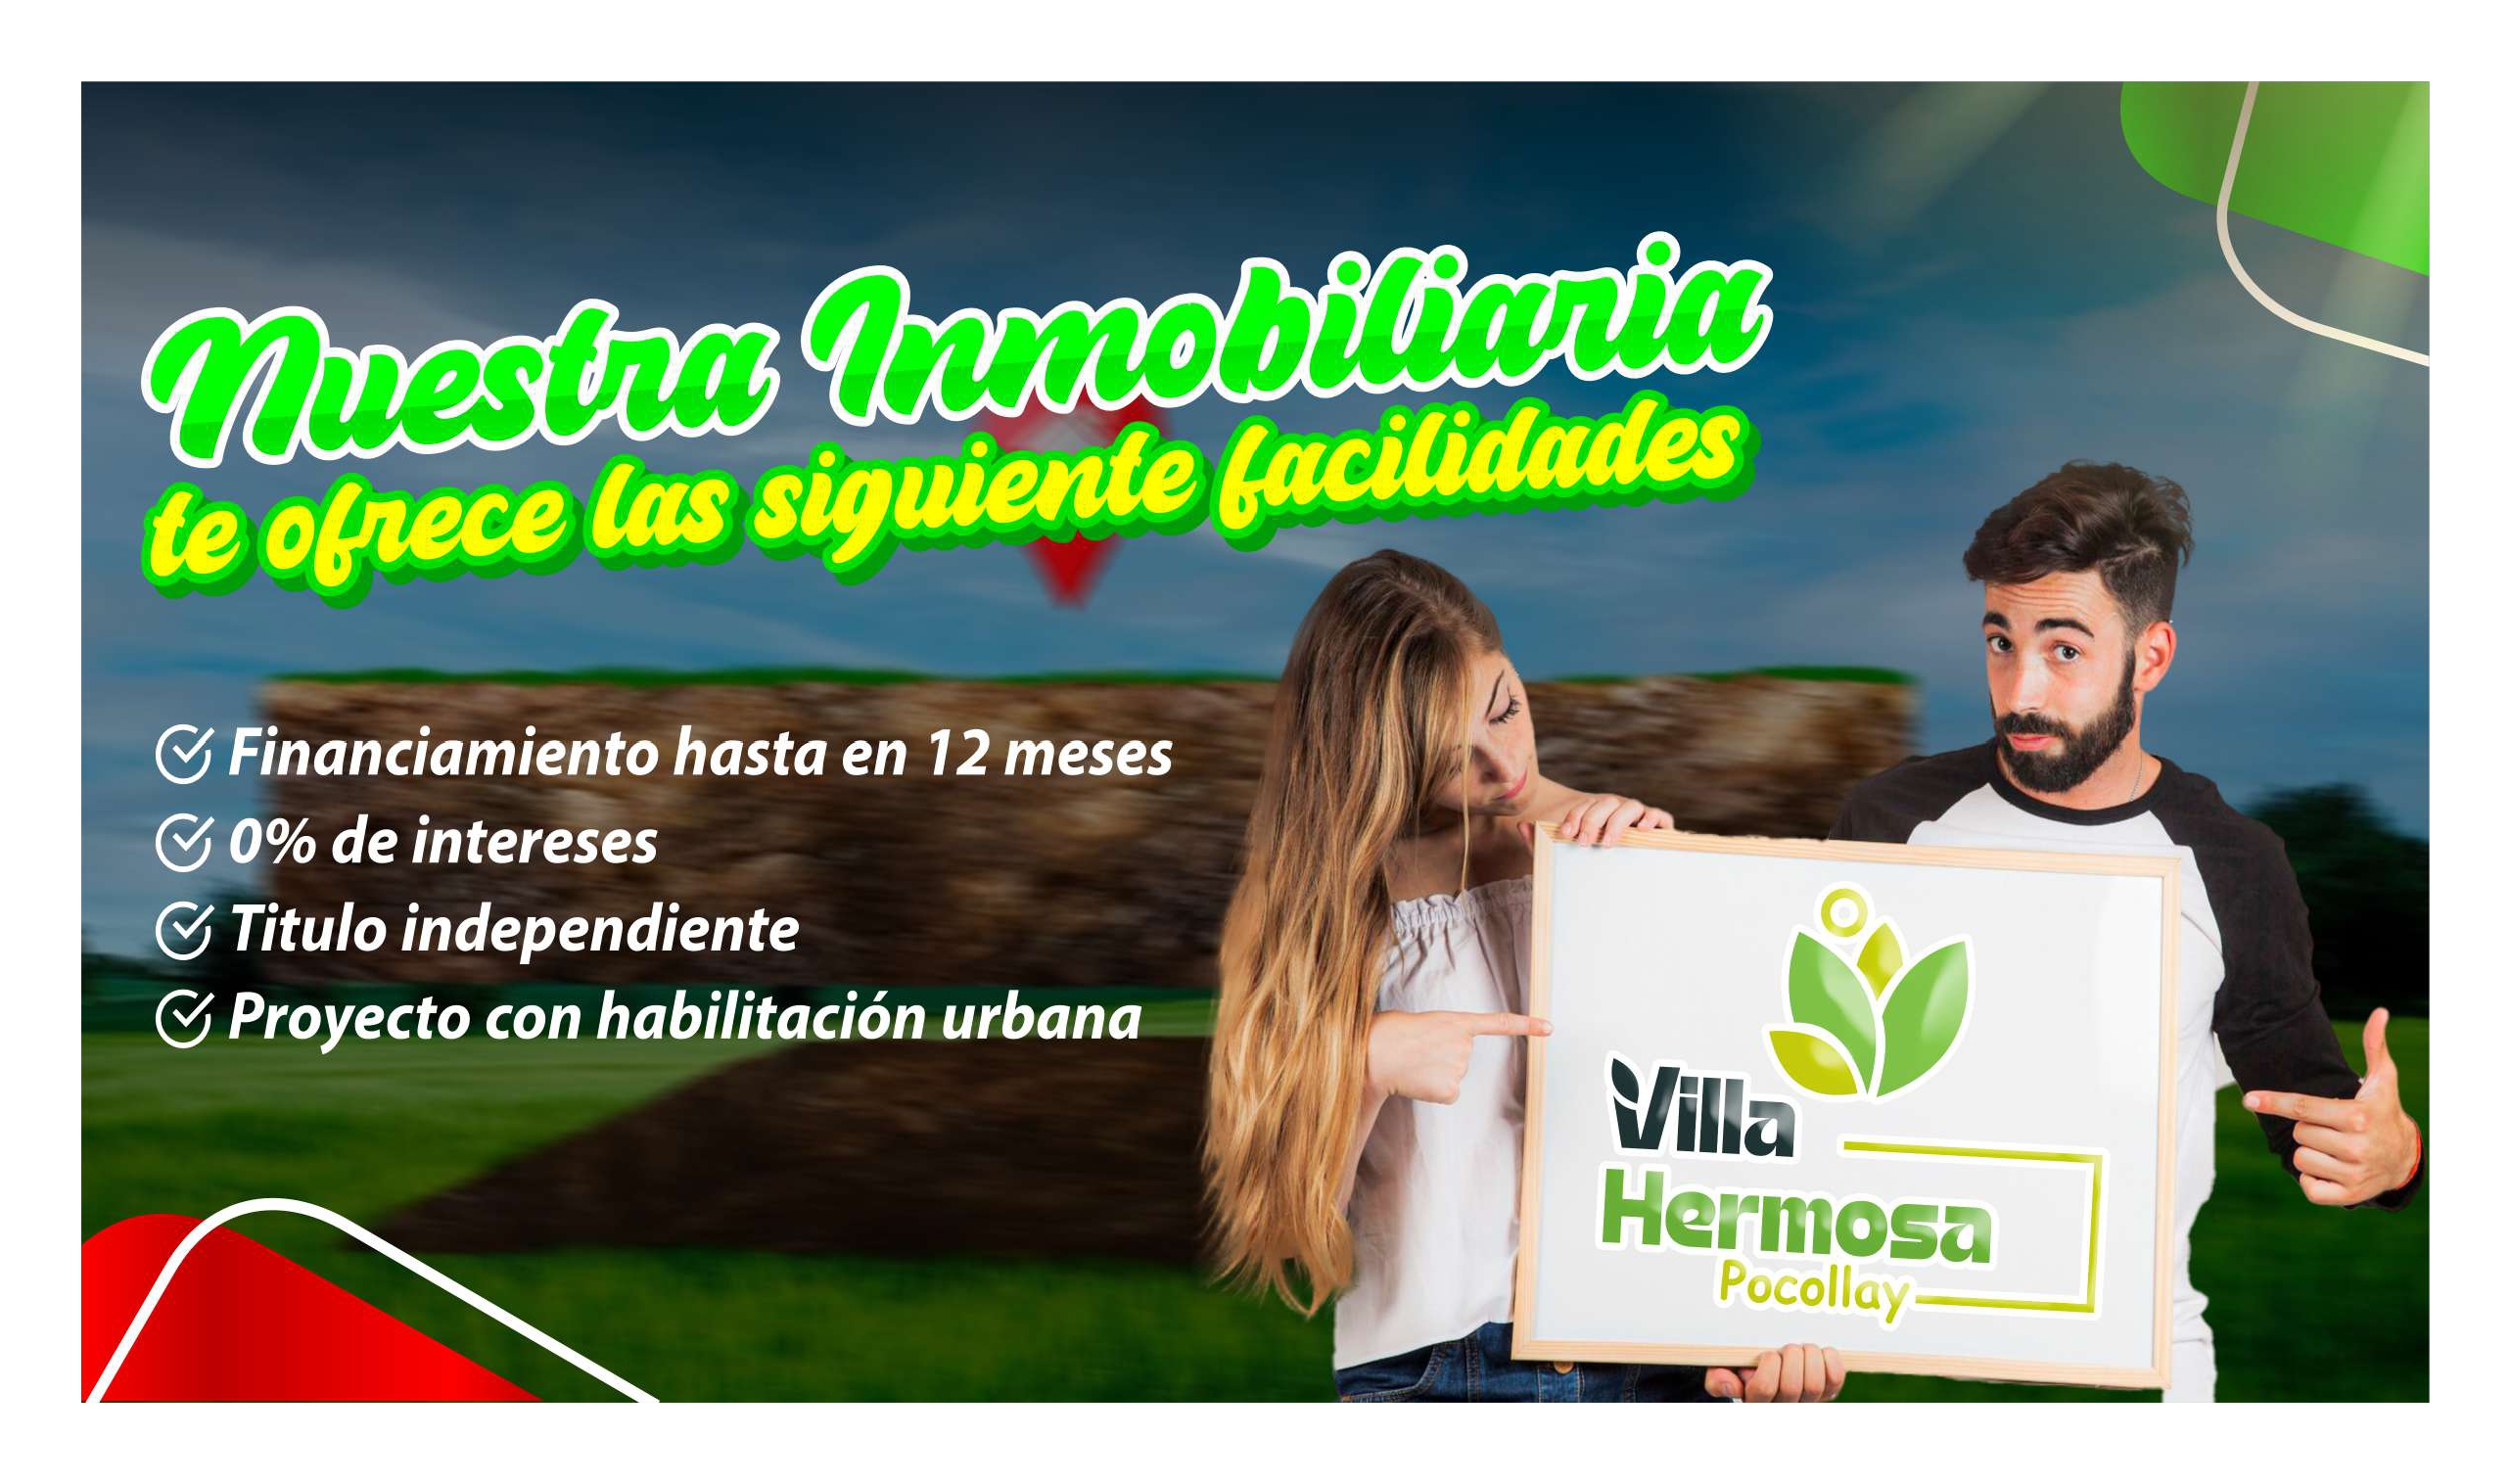 Nuestra Inmobiliaria
te ofrece las siguiente facilidades
Financiamiento hasta en 12 meses
0% de intereses
Titulo independiente
Proyecto con habilitación urbana
Villa
Hermosa
Pocollay